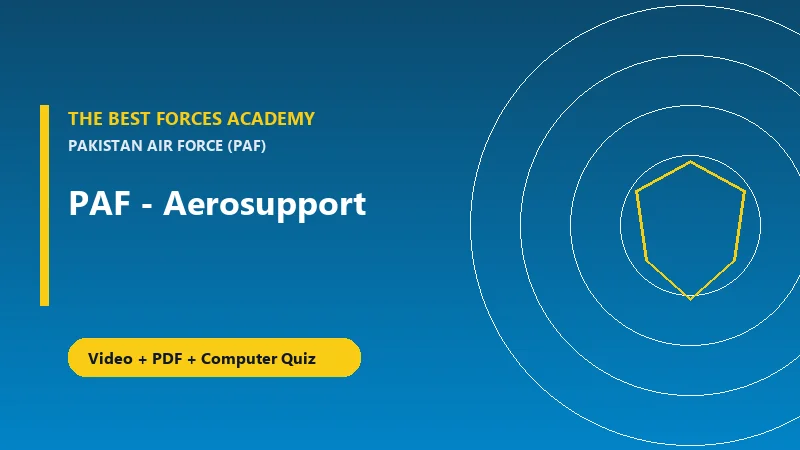 THE BEST FORCES ACADEMY
PAKISTAN AIR FORCE (PAF)
PAF - Aerosupport
Video + PDF + Computer Quiz